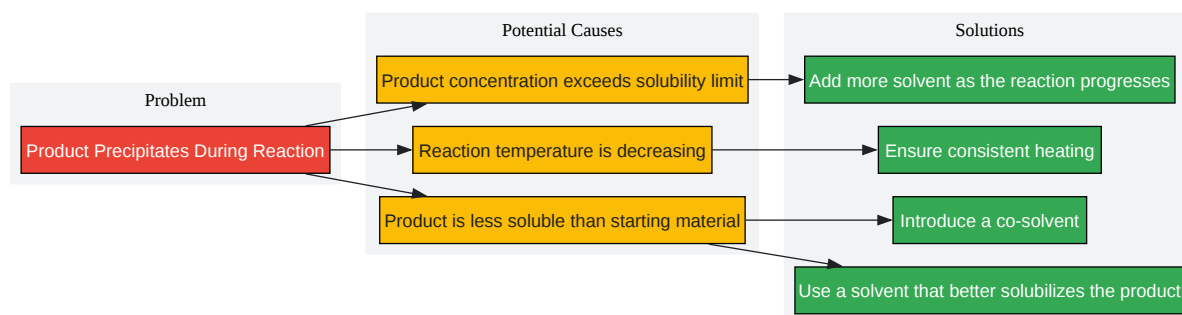 Problem
Product Precipitates During Reaction
Potential Causes
Product concentration exceeds solubility limit
Reaction temperature is decreasing
Product is less soluble than starting material
Solutions
Add more solvent as the reaction progresses
Ensure consistent heating
Introduce a co-solvent
Use a solvent that better solubilizes the product